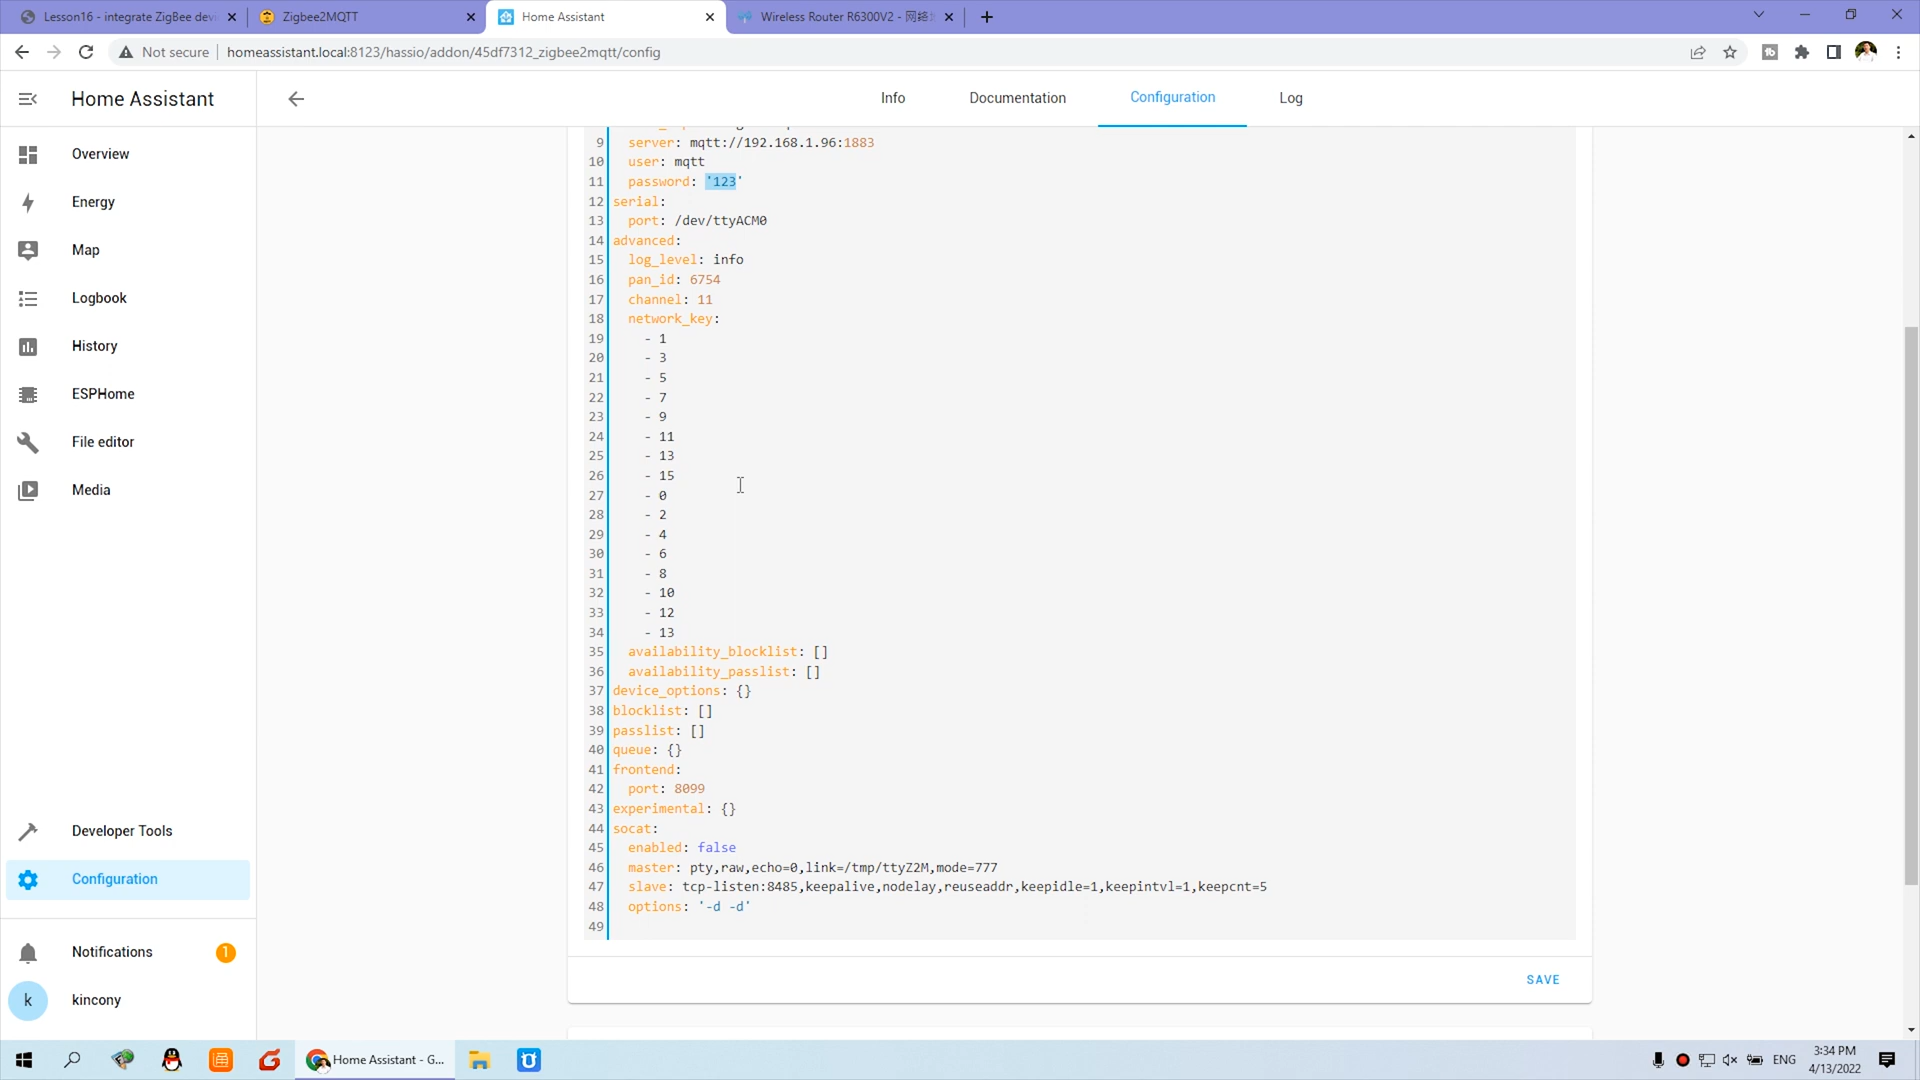 Lesson16 - integrate ZigBee dev
Zigbee2MQTT
Home Assistant
Wireless Router R6300V2 - 网络
Not secure
homeassistant.local:8123/hassio/addon/45df7312_zigbee2mqtt/config
Home Assistant
Info
Documentation
Configuration
Log
Overview
Energy
Map
Logbook
History
ESPHome
File editor
Media
Developer Tools
Configuration
Notifications
1
k
kincony
9 server: mqtt://192.168.1.96:1883
10 user: mqtt
11 password: '123'
12 serial:
13 port: /dev/ttyACM0
14 advanced:
15 log_level: info
16 pan_id: 6754
17 channel: 11
18 network_key:
19 - 1
20 - 3
21 - 5
22 - 7
23 - 9
24 - 11
25 - 13
26 - 15
27 - 0
28 - 2
29 - 4
30 - 6
31 - 8
32 - 10
33 - 12
34 - 13
35 availability_blocklist: []
36 availability_passlist: []
37 device_options: {}
38 blocklist: []
39 passlist: []
40 queue: {}
41 frontend:
42 port: 8099
43 experimental: {}
44 socat:
45 enabled: false
46 master: pty,raw,echo=0,link=/tmp/ttyZ2M,mode=777
47 slave: tcp-listen:8485,keepalive,nodelay,reuseaddr,keepidle=1,keepintvl=1,keepcnt=5
48 options: '-d -d'
49
SAVE
Home Assistant - G...
ENG
3:34 PM
4/13/2022